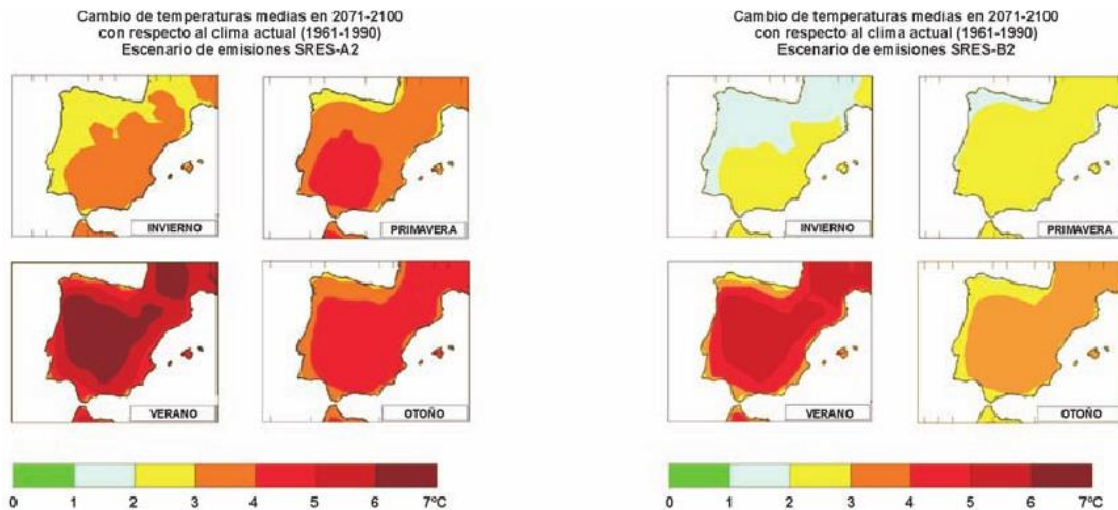 Cambio de temperaturas medias en 2071-2100
con respecto al clima actual (1961-1990)
Escenario de emisiones SRES-A2
INVIERNO
PRIMAVERA
VERANO
OTOÑO
0 1 2 3 4 5 6 7ºC
Cambio de temperaturas medias en 2071-2100
con respecto al clima actual (1961-1990)
Escenario de emisiones SRES-B2
INVIERNO
PRIMAVERA
VERANO
OTOÑO
0 1 2 3 4 5 6 7ºC